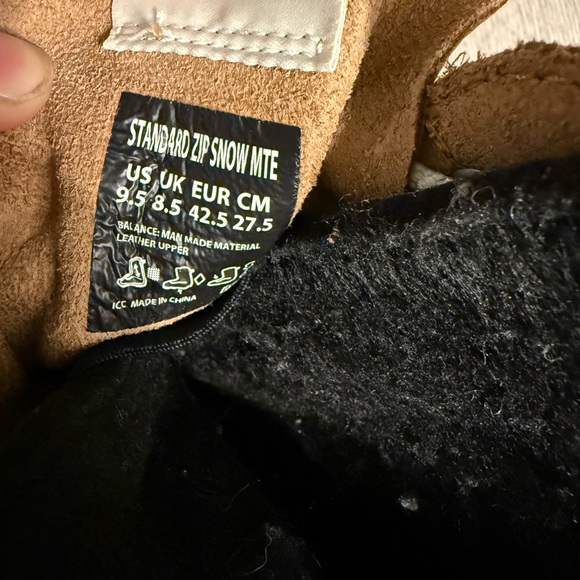 STANDARD ZIP SNOW MTE
US UK EUR CM
9.5 8.5 42.5 27.5
BALANCE: MAN MADE MATERIAL
LEATHER UPPER
ICC MADE IN CHINA